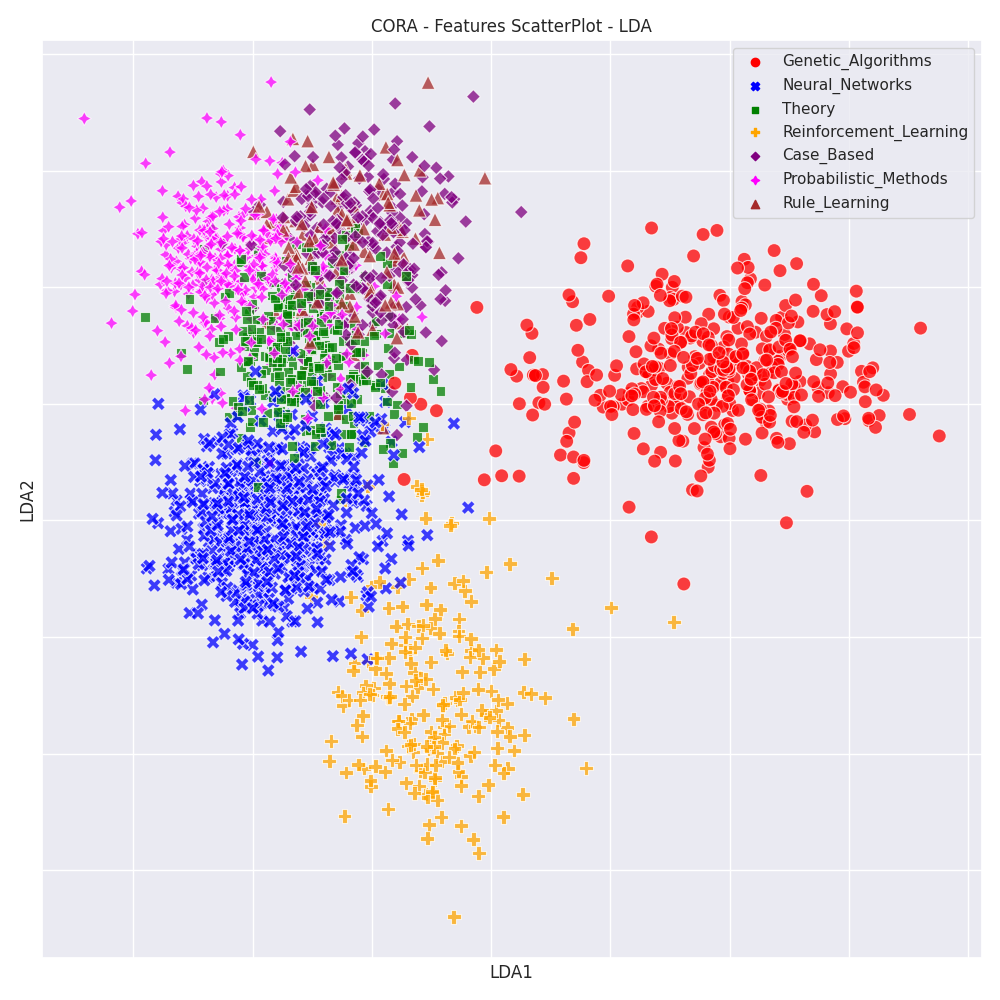 CORA - Features ScatterPlot - LDA
Genetic_Algorithms
Neural_Networks
Theory
Reinforcement_Learning
Case_Based
Probabilistic_Methods
Rule_Learning
LDA2
LDA1